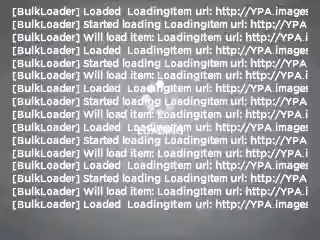 [BulkLoader] Loaded LoadingItem url: http://YPA.images
[BulkLoader] Started loading LoadingItem url: http://YPA
[BulkLoader] Will load item: LoadingItem url: http://YPA.i
[BulkLoader] Loaded LoadingItem url: http://YPA.images
[BulkLoader] Started loading LoadingItem url: http://YPA
[BulkLoader] Will load item: LoadingItem url: http://YPA.i
[BulkLoader] Loaded LoadingItem url: http://YPA.images
[BulkLoader] Started loading LoadingItem url: http://YPA
[BulkLoader] Will load item: LoadingItem url: http://YPA.i
[BulkLoader] Loaded LoadingItem url: http://YPA.images
LOADING
[BulkLoader] Started loading LoadingItem url: http://YPA
[BulkLoader] Will load item: LoadingItem url: http://YPA.i
[BulkLoader] Loaded LoadingItem url: http://YPA.images
[BulkLoader] Started loading LoadingItem url: http://YPA
[BulkLoader] Will load item: LoadingItem url: http://YPA.i
[BulkLoader] Loaded LoadingItem url: http://YPA.images